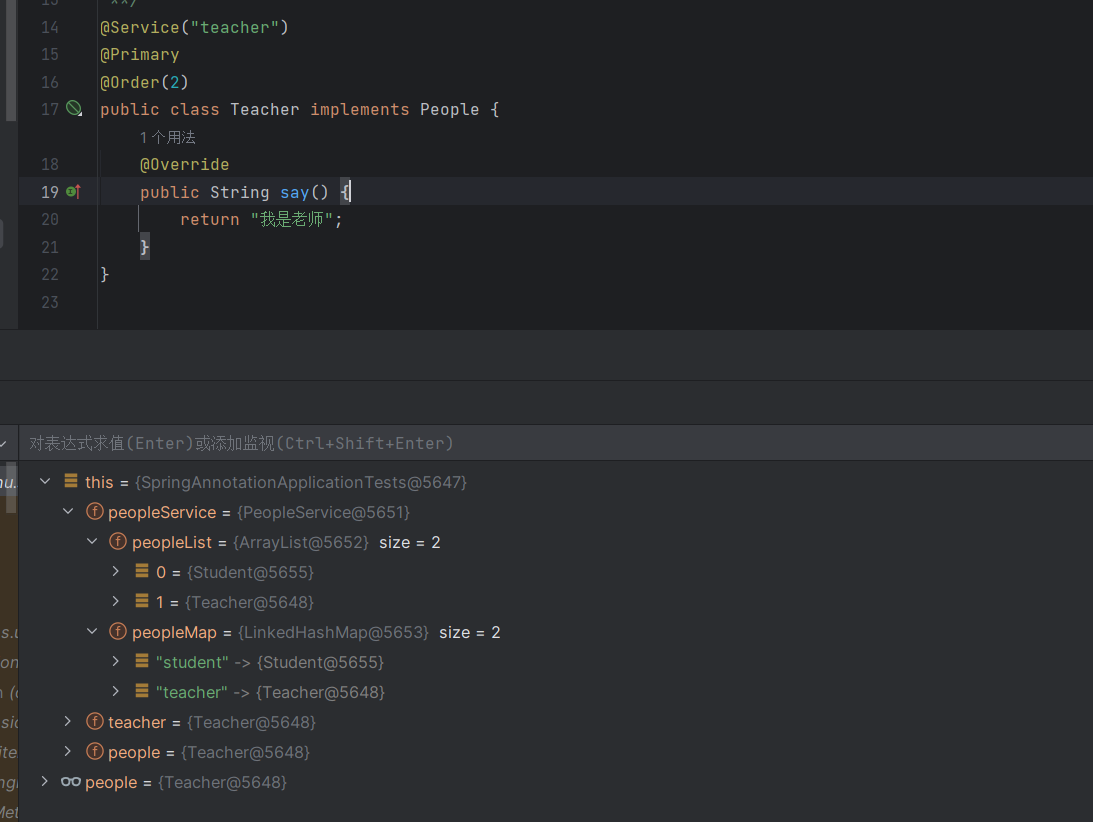 14 @Service("teacher")
15 @Primary
16 @Order(2)
17 public class Teacher implements People {
1 个用法
18 @Override
19 public String say() {
20 return "我是老师";
21 }
22 }
23
对表达式求值(Enter)或添加监视(Ctrl+Shift+Enter)
this = {SpringAnnotationApplicationTests@5647}
peopleService = {PeopleService@5651}
peopleList = {ArrayList@5652} size = 2
0 = {Student@5655}
1 = {Teacher@5648}
peopleMap = {LinkedHashMap@5653} size = 2
"student" -> {Student@5655}
"teacher" -> {Teacher@5648}
teacher = {Teacher@5648}
people = {Teacher@5648}
people = {Teacher@5648}